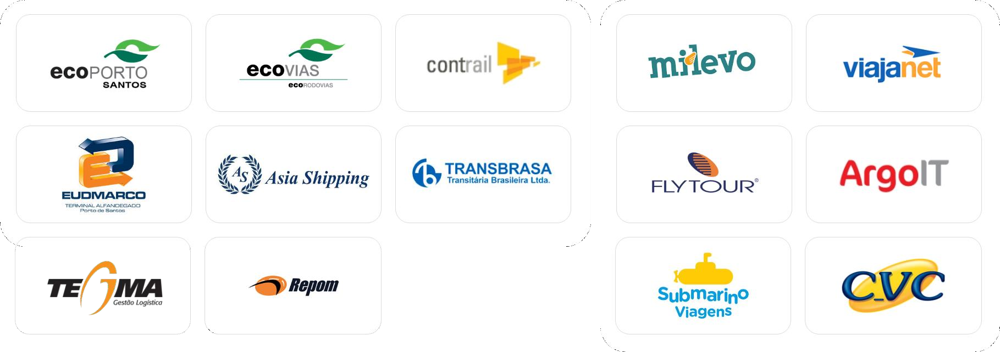 ecoPORTO
SANTOS
ecoVIAS
ecoRODOVIAS
contrail
EUDMARCO
TERMINAL ALFANDEGADO
Porto de Santos
AS
Asia Shipping
TRANSBRASA
Transitária Brasileira Ltda.
TEGMA
Gestão Logística
Repom
milevo
viajanet
FLYTOUR®
ArgoIT
Submarino
Viagens
CVC